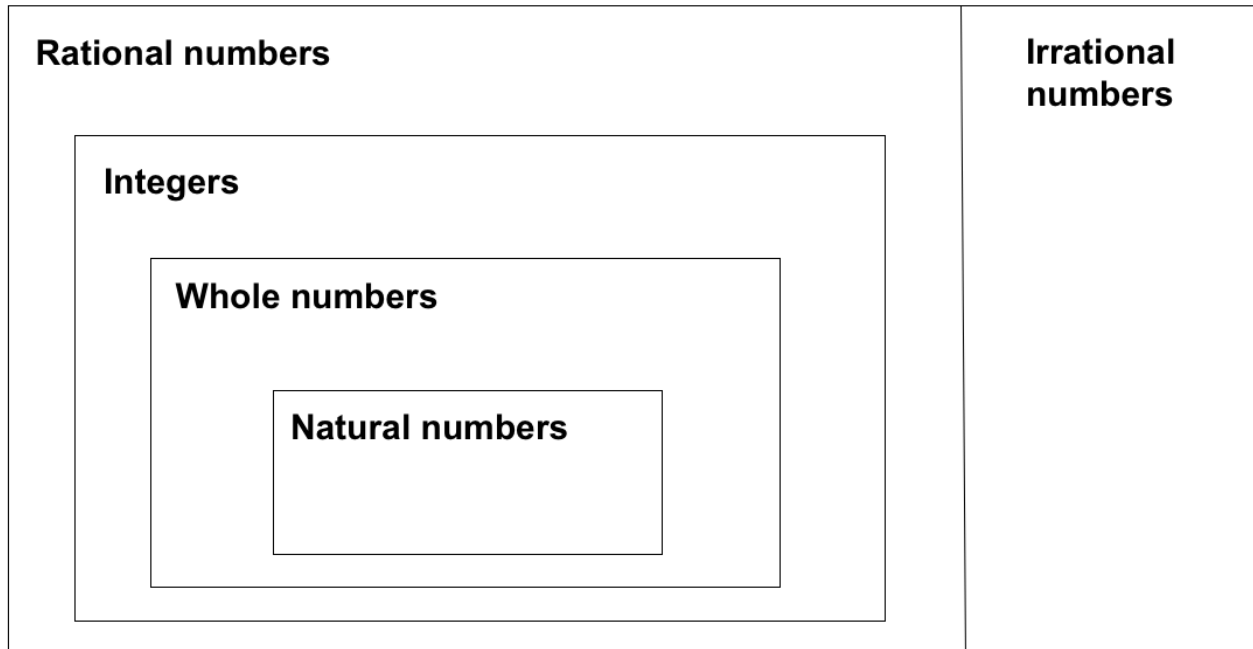 Rational numbers
Irrational
numbers
Integers
Whole numbers
Natural numbers